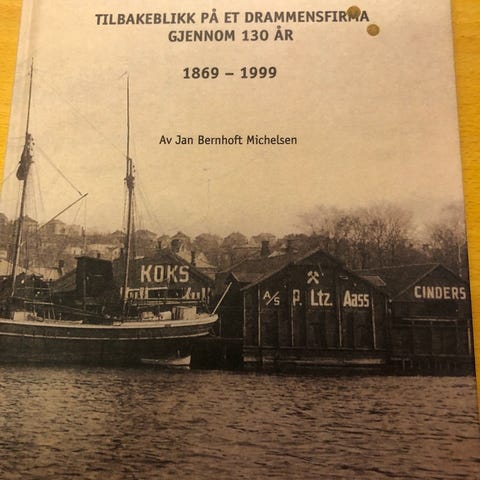 TILBAKEBLIKK PÅ ET DRAMMENSFIRMA
GJENNOM 130 ÅR
1869 – 1999
Av Jan Bernhoft Michelsen
KOKS
A/S P. Ltz. Aass
CINDERS